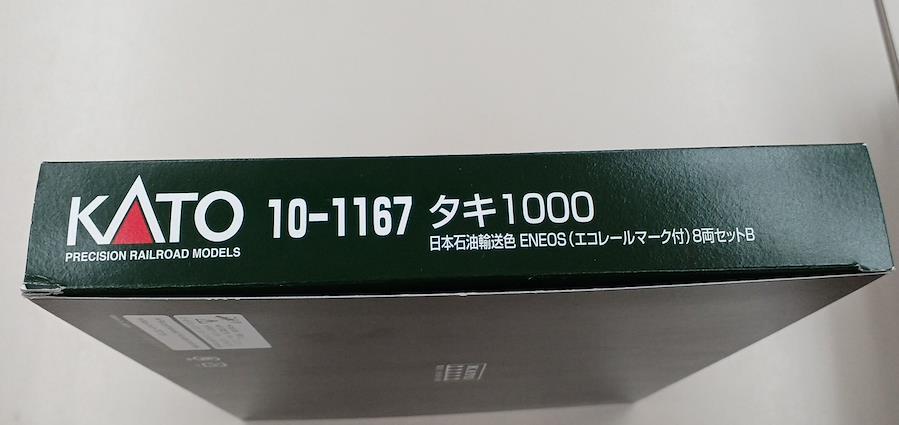 KATO
PRECISION RAILROAD MODELS
10-1167 タキ1000
日本石油輸送色 ENEOS(エコレールマーク付)8両セットB
KATO